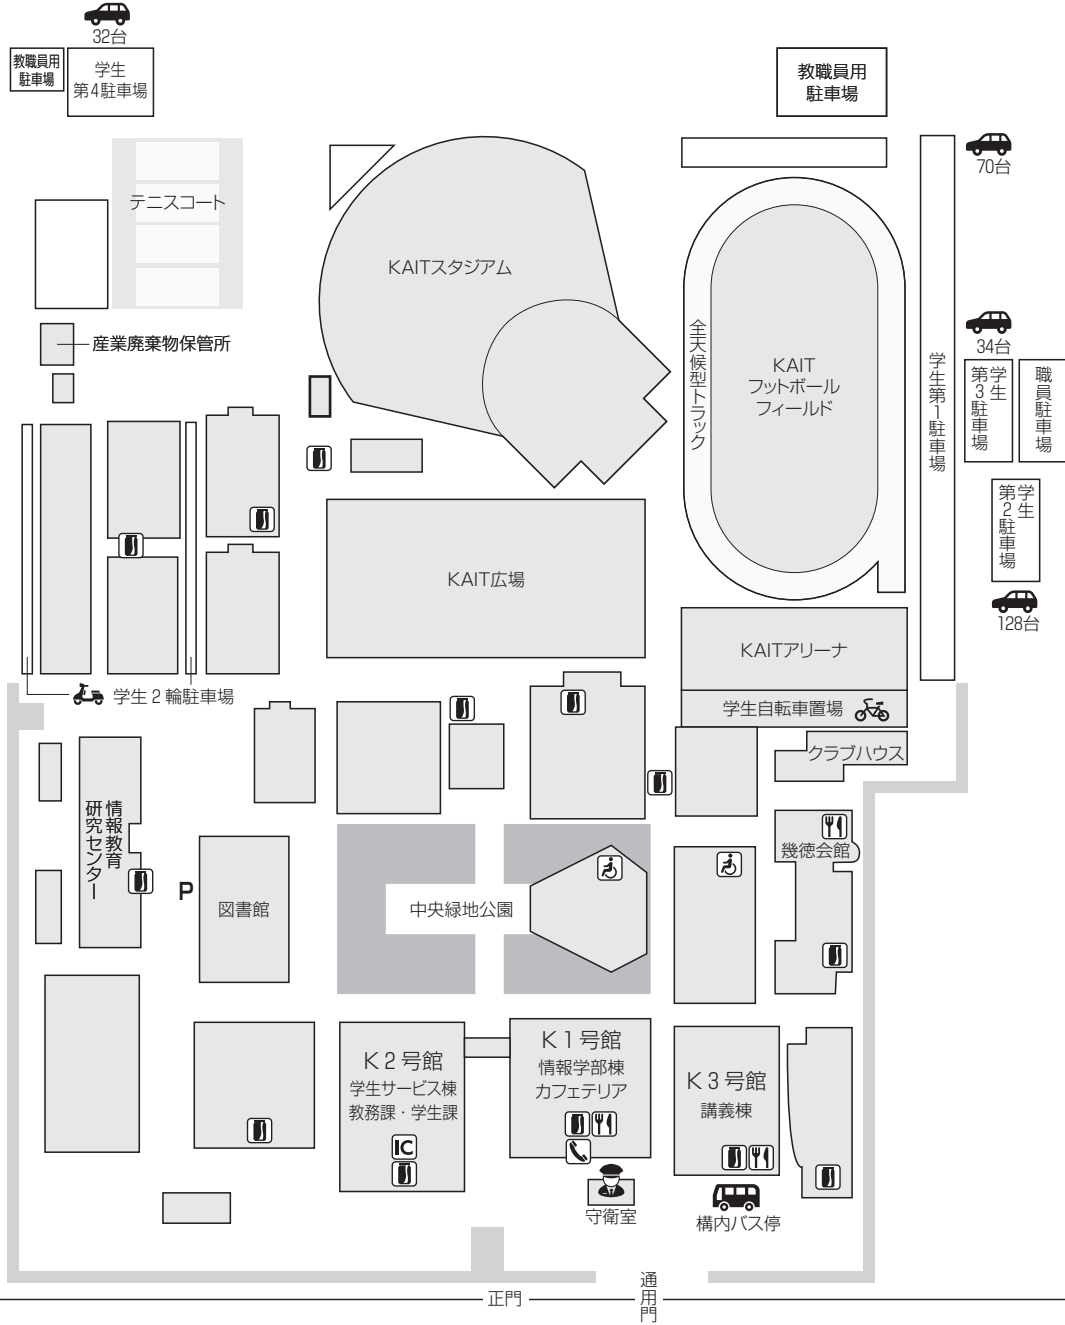 32台
教職員用
駐車場
学生
第4駐車場
教職員用
駐車場
70台
テニスコート
KAITスタジアム
産業廃棄物保管所
全天候型トラック
KAIT
フットボール
フィールド
学生第1駐車場
34台
学生
第3駐車場
職員駐車場
学生
第2駐車場
128台
KAIT広場
KAITアリーナ
学生2輪駐車場
学生自転車置場
クラブハウス
情報教育
研究センター
P
図書館
中央緑地公園
幾徳会館
K2号館
学生サービス棟
教務課・学生課
IC
K1号館
情報学部棟
カフェテリア
K3号館
講義棟
守衛室
構内バス停
正門
通用門